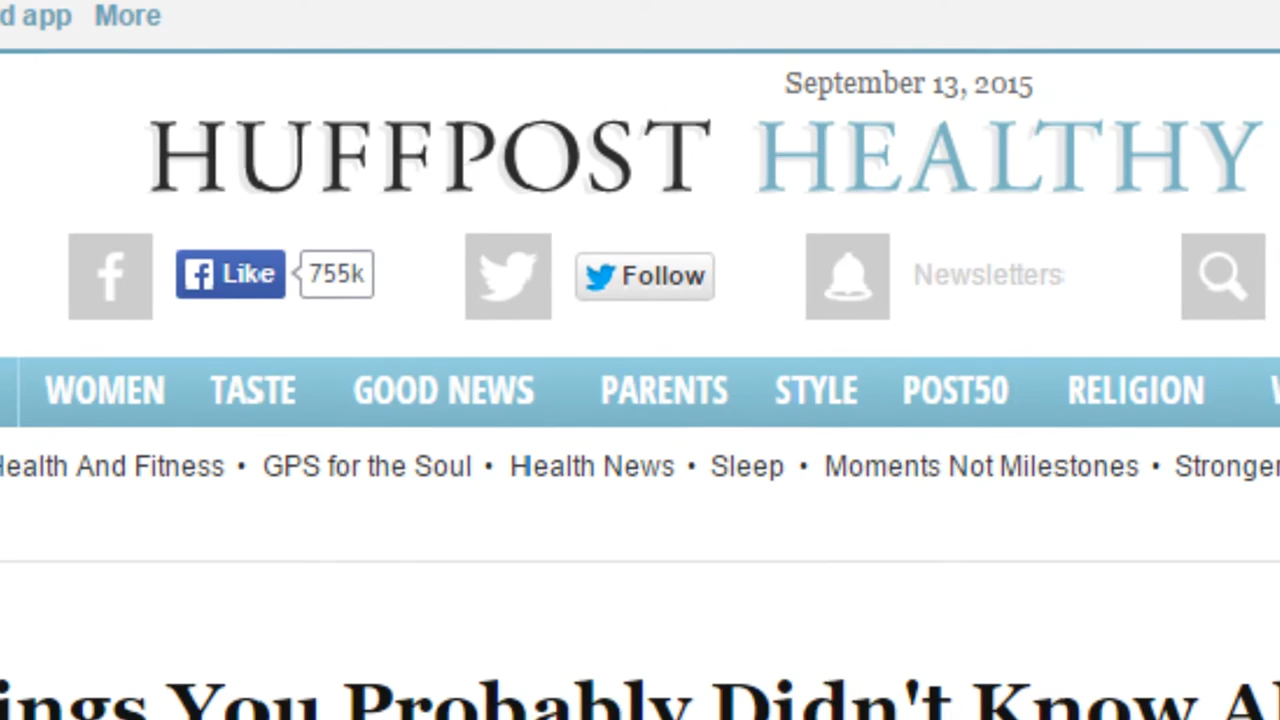 d app More
September 13, 2015
HUFFPOST HEALTHY
Like 755k Follow Newsletters
WOMEN TASTE GOOD NEWS PARENTS STYLE POST50 RELIGION
Health And Fitness • GPS for the Soul • Health News • Sleep • Moments Not Milestones • Stronger
ings You Probably Didn't Know A